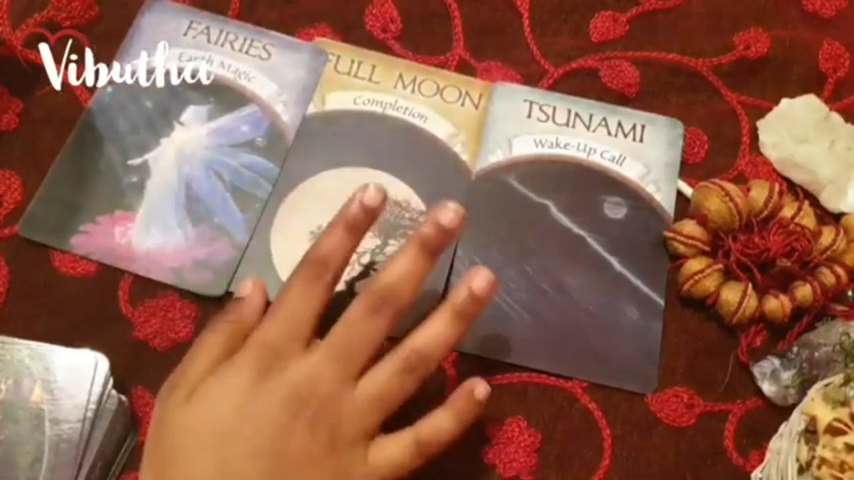 Vibutha
FAIRIES
Earth Magic
FULL MOON
Completion
TSUNAMI
Wake-Up Call